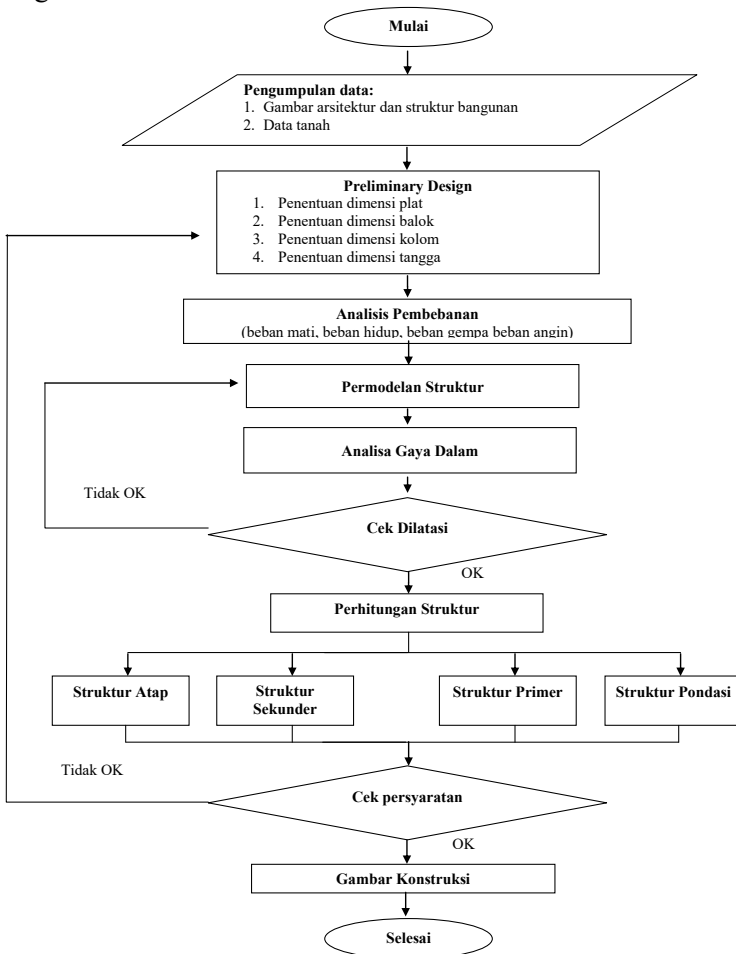 Mulai
Pengumpulan data:
1. Gambar arsitektur dan struktur bangunan
2. Data tanah
Preliminary Design
1. Penentuan dimensi plat
2. Penentuan dimensi balok
3. Penentuan dimensi kolom
4. Penentuan dimensi tangga
Analisis Pembebanan
(beban mati, beban hidup, beban gempa beban angin)
Permodelan Struktur
Analisa Gaya Dalam
Tidak OK
Cek Dilatasi
OK
Perhitungan Struktur
Struktur Atap
Struktur
Sekunder
Struktur Primer
Struktur Pondasi
Tidak OK
Cek persyaratan
OK
Gambar Konstruksi
Selesai